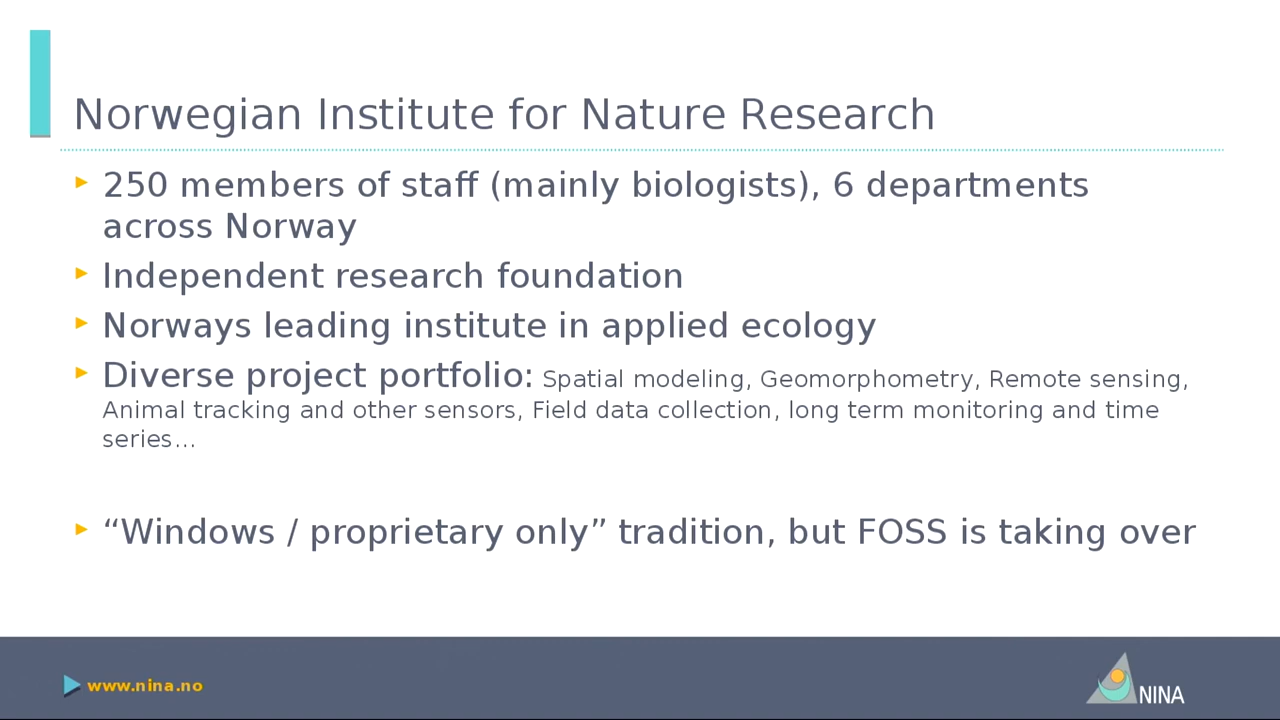 Norwegian Institute for Nature Research
▸ 250 members of staff (mainly biologists), 6 departments
across Norway
▸ Independent research foundation
▸ Norways leading institute in applied ecology
▸ Diverse project portfolio: Spatial modeling, Geomorphometry, Remote sensing,
Animal tracking and other sensors, Field data collection, long term monitoring and time
series…
▸ “Windows / proprietary only” tradition, but FOSS is taking over
www.nina.no
NINA